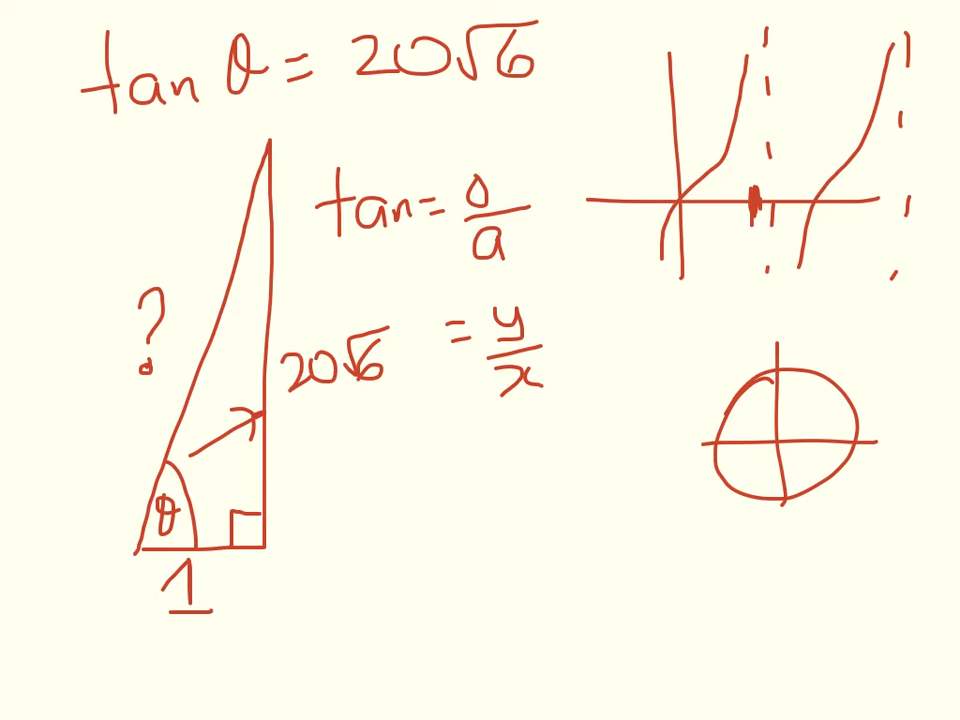 tan θ = 20√6
tan = o/a
?
20√6
= y/x
θ
1